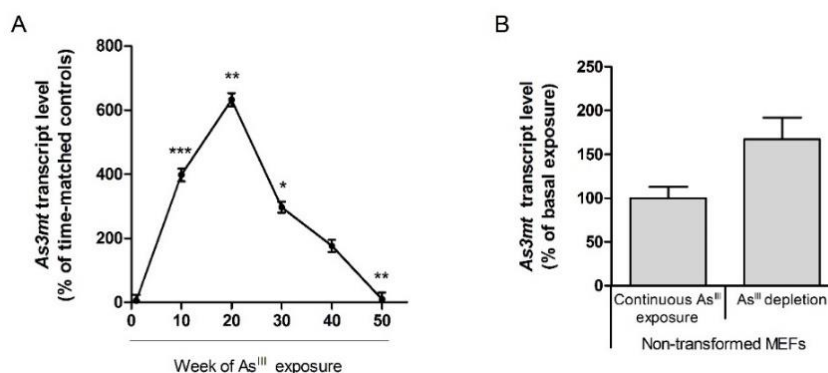 A
As3mt transcript level
(% of time-matched controls)
800
600
400
200
0
***
**
*
**
0 10 20 30 40 50
Week of Asᴵᴵᴵ exposure
B
As3mt transcript level
(% of basal exposure)
250
200
150
100
50
0
Continuous Asᴵᴵᴵ
exposure
Asᴵᴵᴵ depletion
Non-transformed MEFs